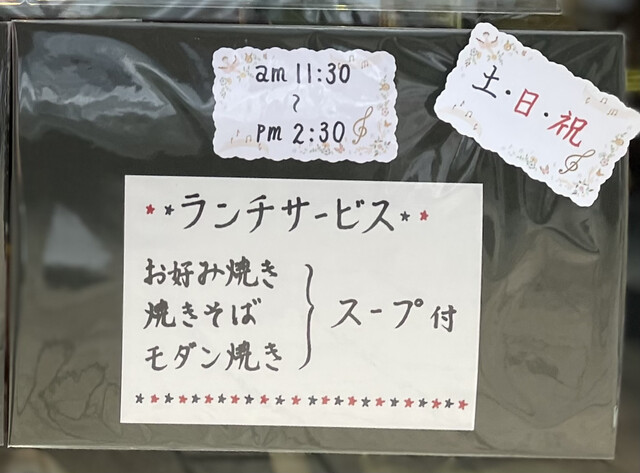 am 11:30
～
pm 2:30
土・日・祝
**ランチサービス**
お好み焼き
焼きそば
モダン焼き
スープ付